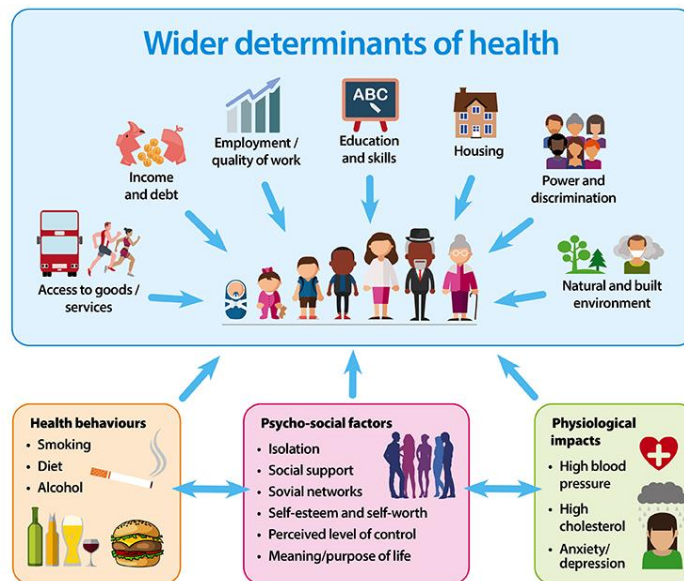 Wider determinants of health
ABC
Employment /
quality of work
Education
and skills
Housing
Income
and debt
Power and
discrimination
Access to goods /
services
Natural and built
environment
Health behaviours
• Smoking
• Diet
• Alcohol
Psycho-social factors
• Isolation
• Social support
• Sovial networks
• Self-esteem and self-worth
• Perceived level of control
• Meaning/purpose of life
Physiological
impacts
• High blood
pressure
• High
cholesterol
• Anxiety/
depression